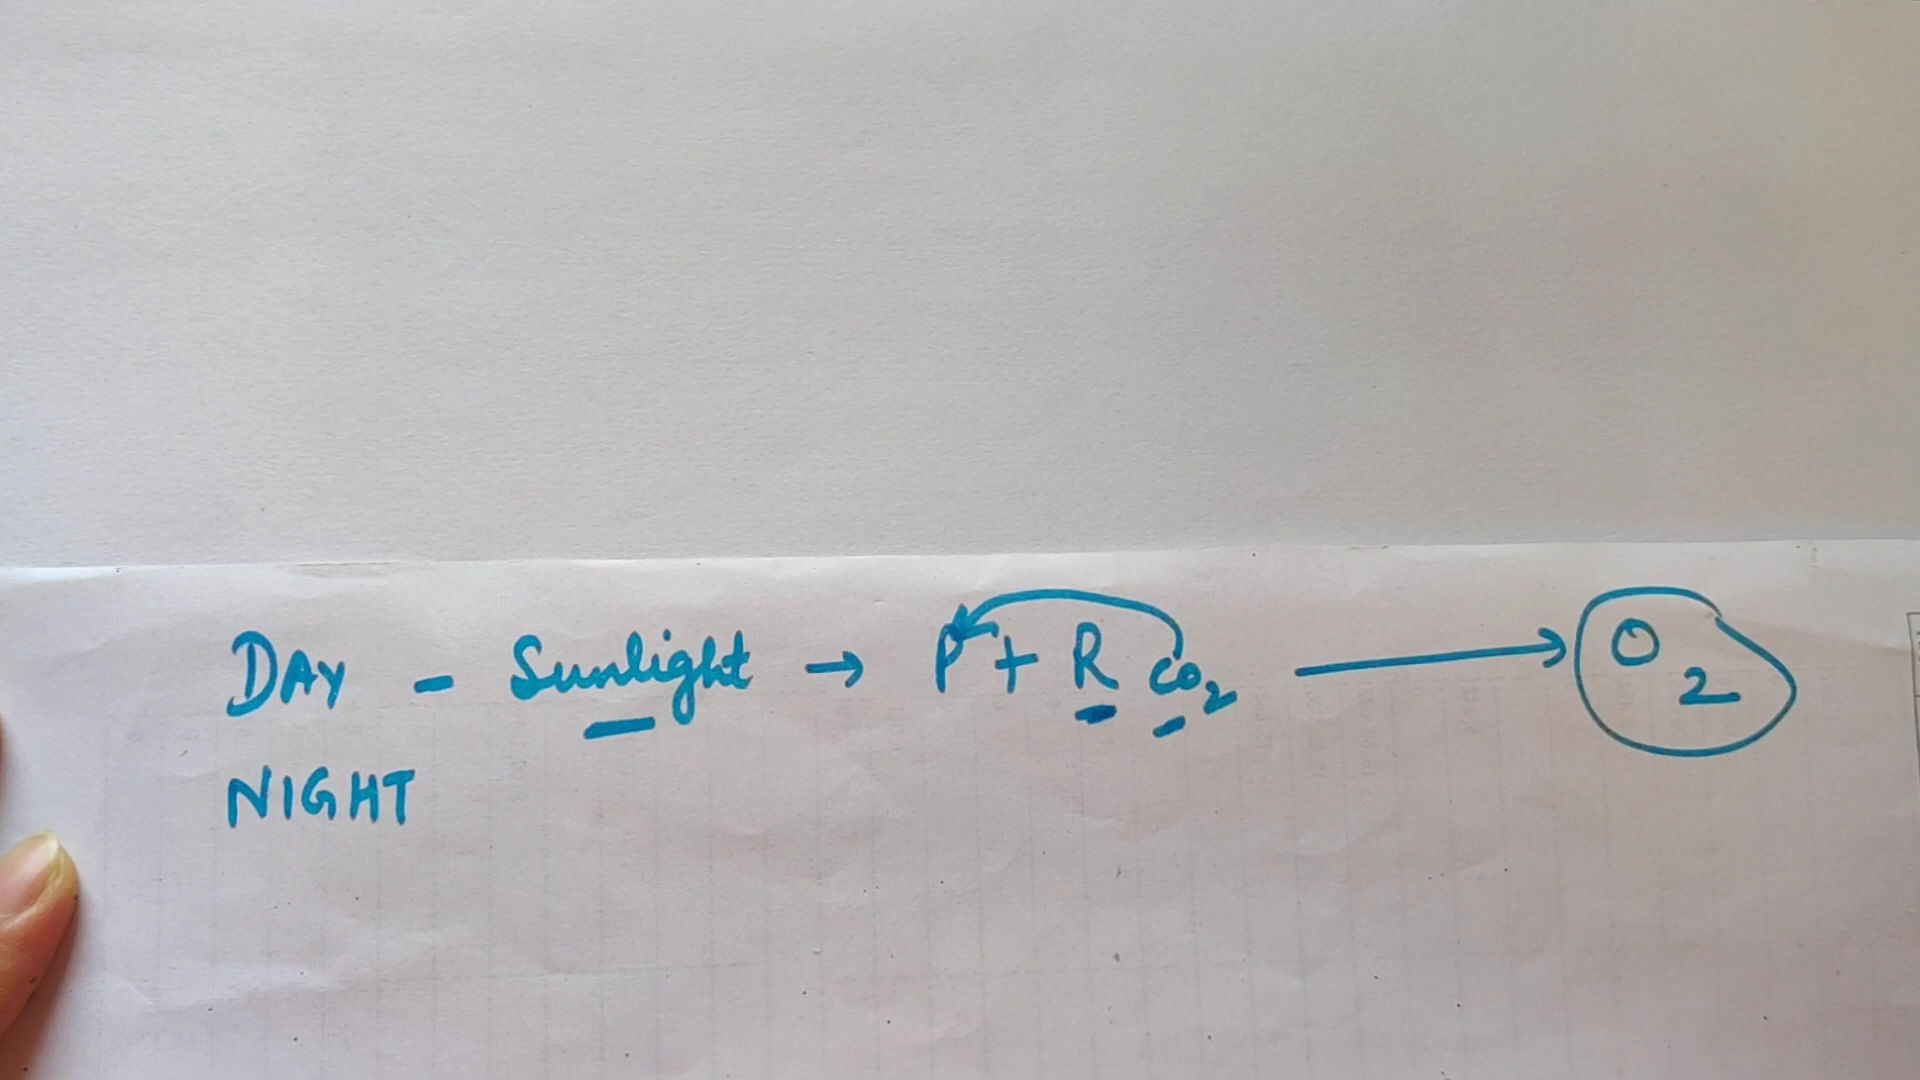 DAY - Sunlight → P + R CO₂ → O₂
NIGHT